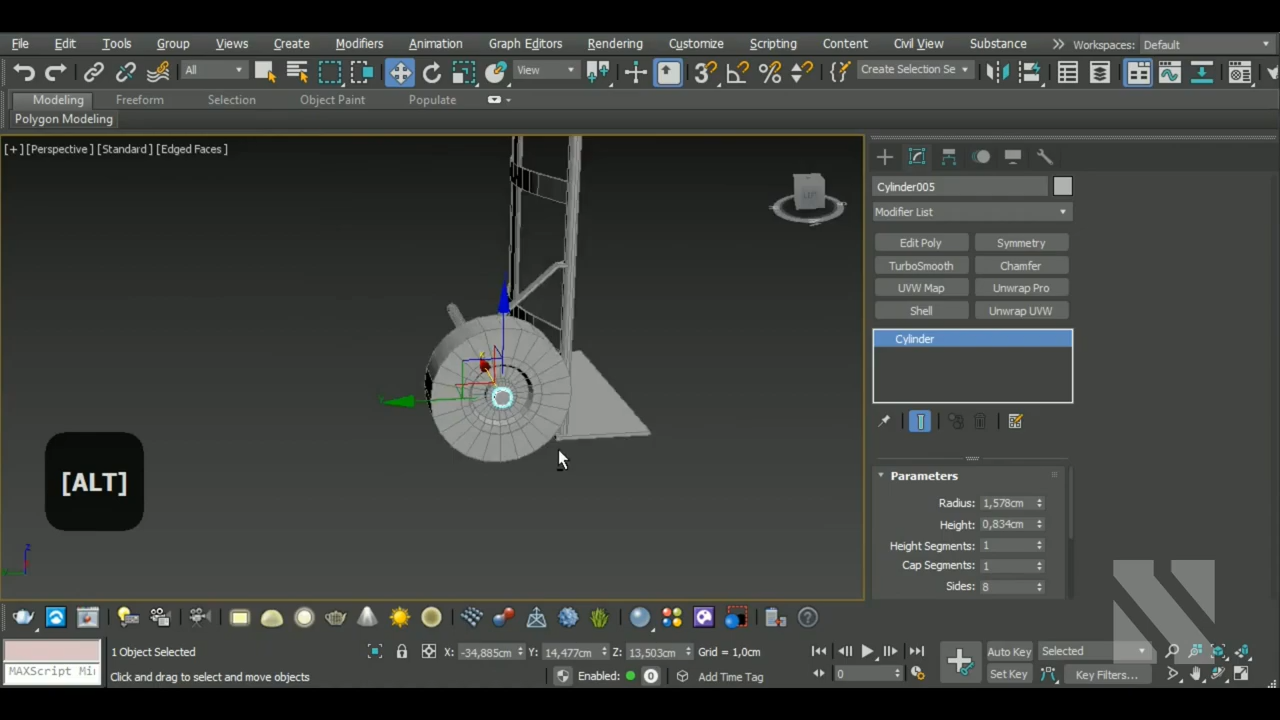 File Edit Tools Group Views Create Modifiers Animation Graph Editors Rendering Customize Scripting Content Civil View Substance Workspaces: Default
All View Create Selection Se
Modeling Freeform Selection Object Paint Populate
Polygon Modeling
[+] [Perspective ] [Standard ] [Edged Faces ]
Cylinder005
Modifier List
Edit Poly Symmetry
TurboSmooth Chamfer
UVW Map Unwrap Pro
Shell Unwrap UVW
Cylinder
[ALT]
Parameters
Radius: 1,578cm
Height: 0,834cm
Height Segments: 1
Cap Segments: 1
Sides: 8
1 Object Selected X: -34,885cm Y: 14,477cm Z: 13,503cm Grid = 1,0cm Auto Key Selected
MAXScript Mi Click and drag to select and move objects Enabled: 0 Add Time Tag 0 Set Key Key Filters...